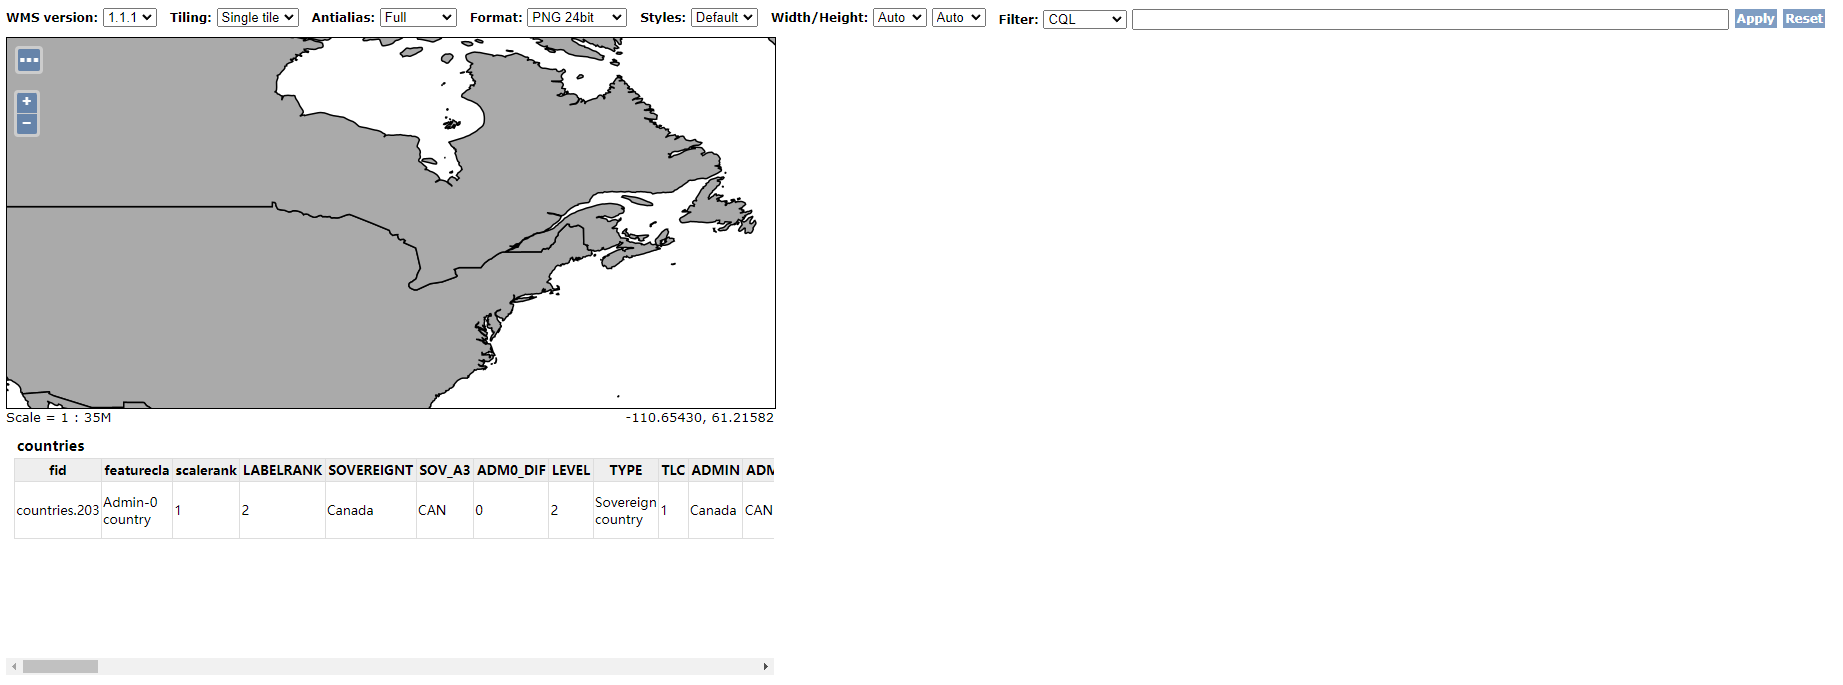 WMS version: 1.1.1 Tiling: Single tile Antialias: Full Format: PNG 24bit Styles: Default Width/Height: Auto Auto Filter: CQL Apply Reset
+
−
Scale = 1 : 35M -110.65430, 61.21582
countries
fid featurecla scalerank LABELRANK SOVEREIGNT SOV_A3 ADM0_DIF LEVEL TYPE TLC ADMIN ADM
countries.203 Admin-0 country 1 2 Canada CAN 0 2 Sovereign country 1 Canada CAN